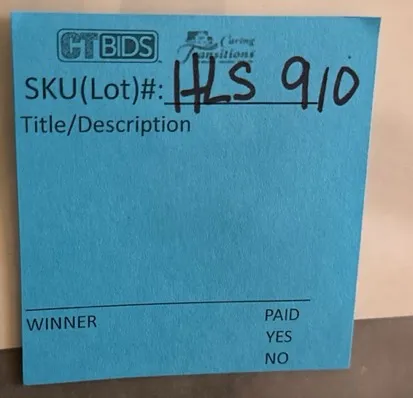 CTBIDS Caring Transitions
SKU(Lot)#: HLS 910
Title/Description
WINNER PAID
YES
NO